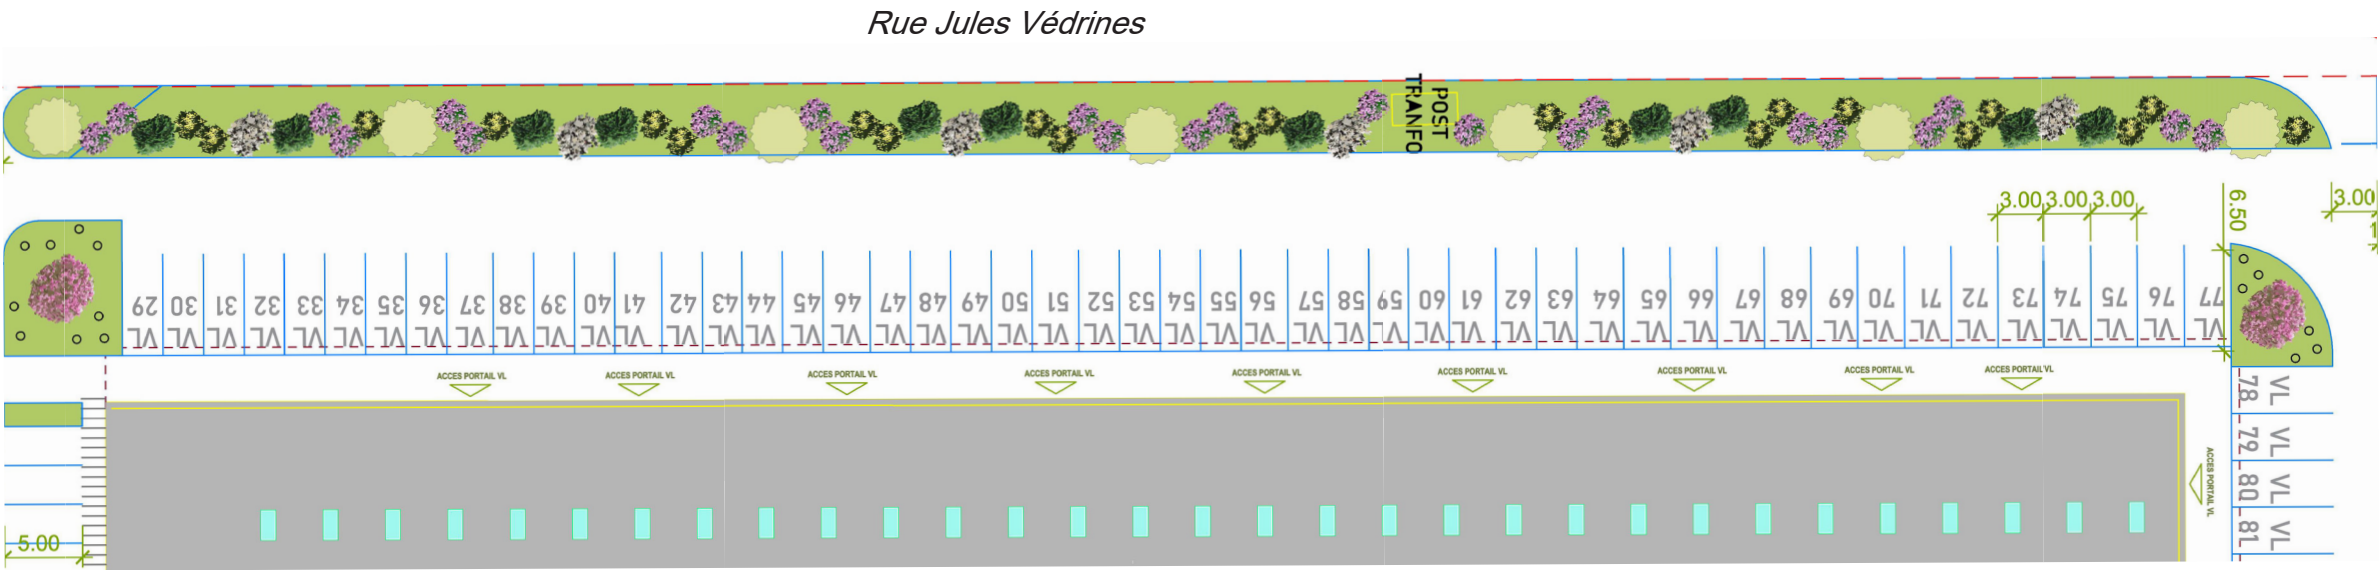 Rue Jules Védrines
POST
TRANFO
3.00 3.00 3.00
6.50
3.00
29 30 31 32 33 34 35 36 37 38 39 40 41 42 43 44 45 46 47 48 49 50 51 52 53 54 55 56 57 58 59 60 61 62 63 64 65 66 67 68 69 70 71 72 73 74 75 76 77
VL VL VL VL VL VL VL VL VL VL VL VL VL VL VL VL VL VL VL VL VL VL VL VL VL VL VL VL VL VL VL VL VL VL VL VL VL VL VL VL VL VL VL VL VL VL VL VL VL
ACCES PORTAIL VL ACCES PORTAIL VL ACCES PORTAIL VL ACCES PORTAIL VL ACCES PORTAIL VL ACCES PORTAIL VL ACCES PORTAIL VL ACCES PORTAIL VL ACCES PORTAIL VL
VL 78
VL 79
VL 80
VL 81
ACCES PORTAIL VL
5.00